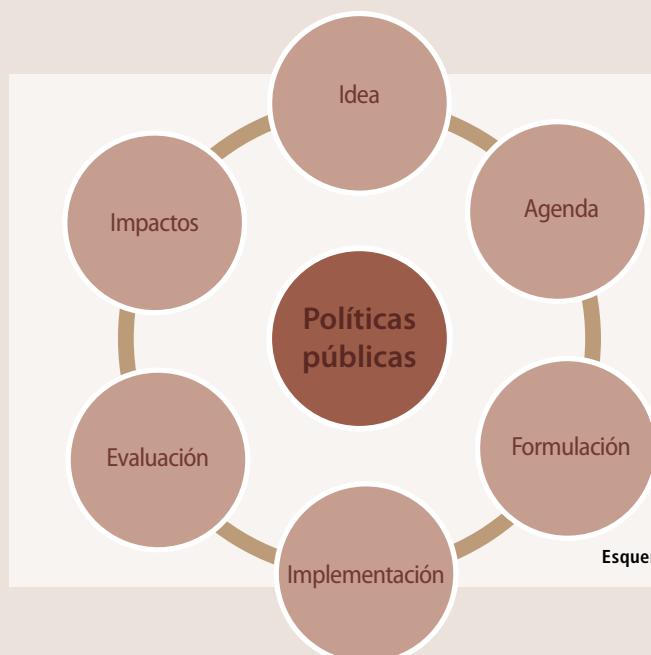 Idea
Agenda
Impactos
Políticas
públicas
Formulación
Evaluación
Implementación